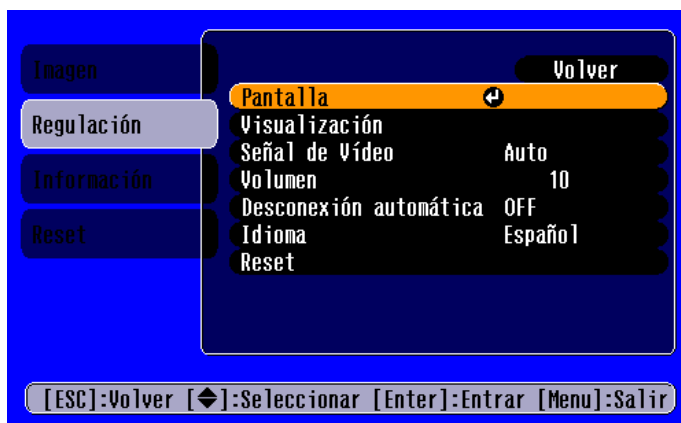 Imagen
Regulación
Información
Reset
Volver
Pantalla
Visualización
Señal de Vídeo Auto
Volumen 10
Desconexión automática OFF
Idioma Español
Reset
[ESC]:Volver [◆]:Seleccionar [Enter]:Entrar [Menu]:Salir